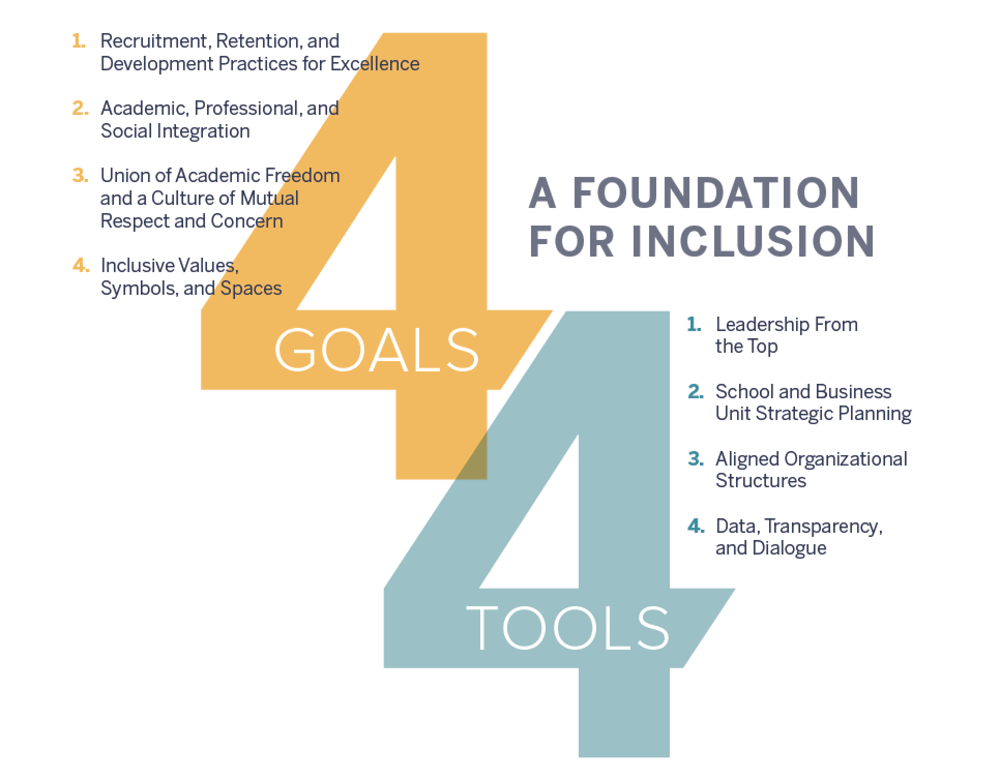 1. Recruitment, Retention, and
Development Practices for Excellence
2. Academic, Professional, and
Social Integration
3. Union of Academic Freedom
and a Culture of Mutual
Respect and Concern
4. Inclusive Values,
Symbols, and Spaces
4
GOALS
A FOUNDATION
FOR INCLUSION
4
TOOLS
1. Leadership From
the Top
2. School and Business
Unit Strategic Planning
3. Aligned Organizational
Structures
4. Data, Transparency,
and Dialogue